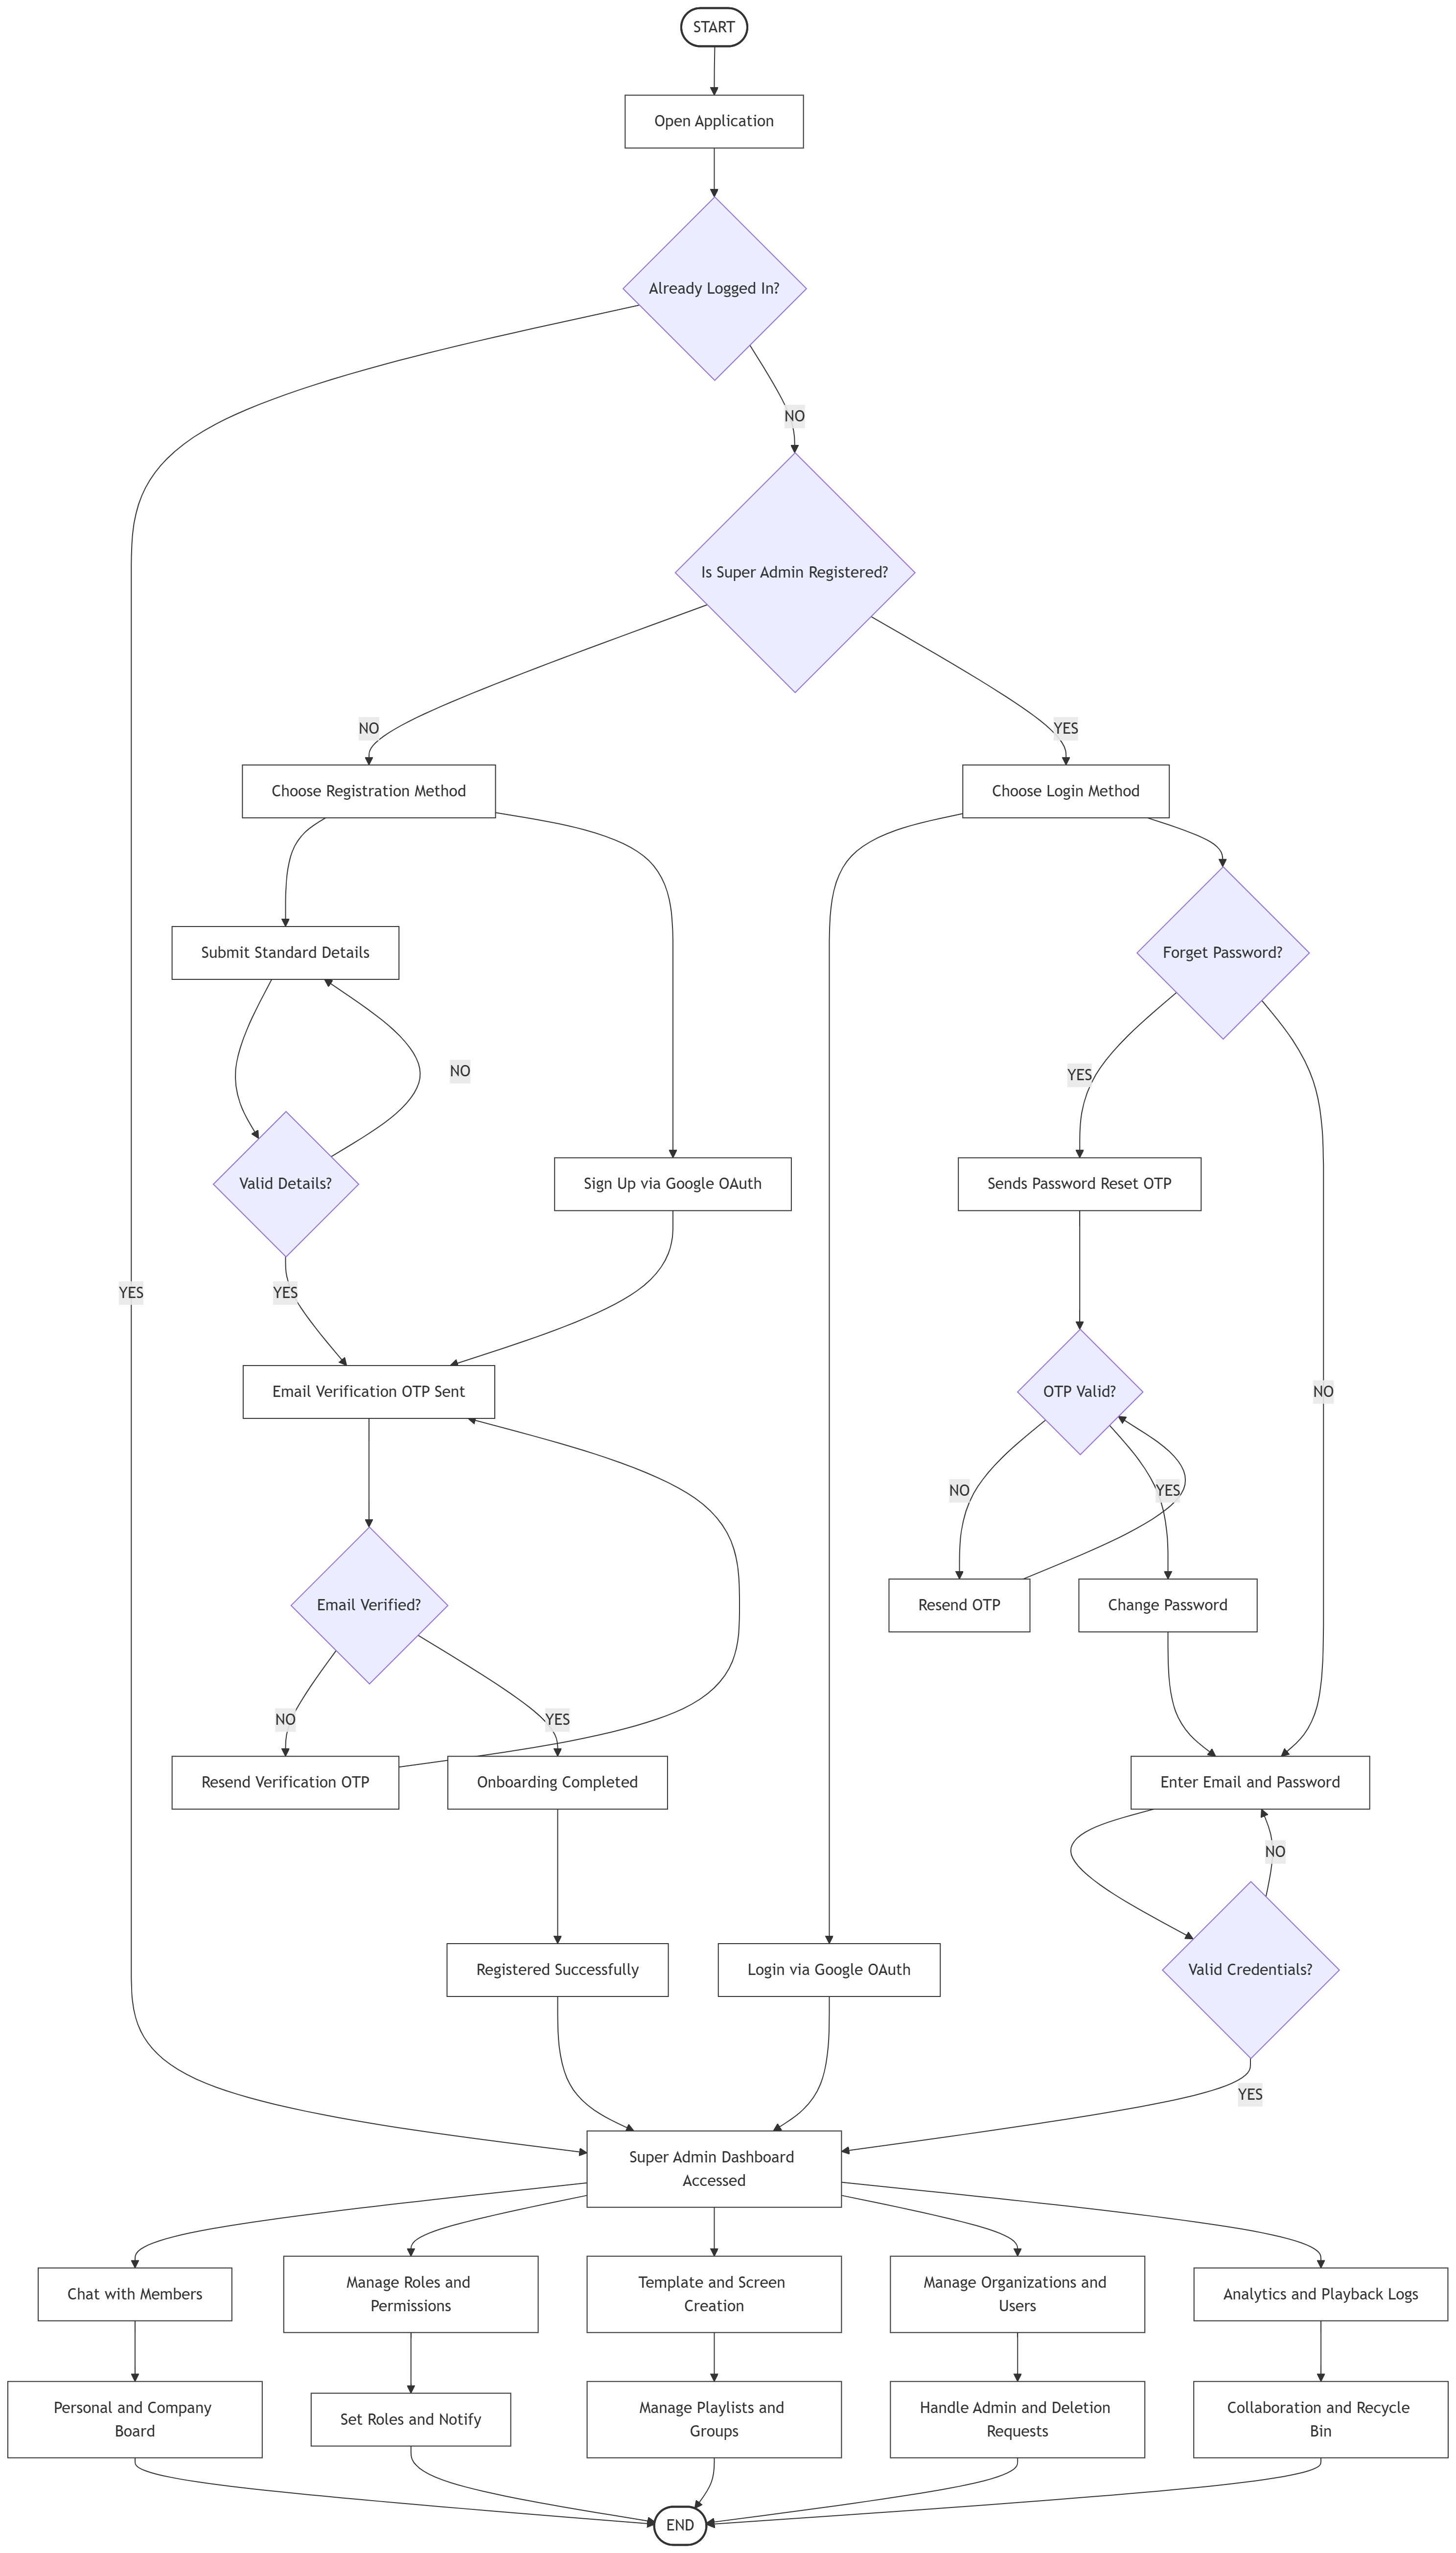 START
Open Application
Already Logged In?
NO
Is Super Admin Registered?
NO
YES
Choose Registration Method
Choose Login Method
Submit Standard Details
Forget Password?
NO
YES
Valid Details?
Sign Up via Google OAuth
Sends Password Reset OTP
YES
YES
Email Verification OTP Sent
OTP Valid?
NO
NO
YES
Email Verified?
Resend OTP
Change Password
NO
YES
Resend Verification OTP
Onboarding Completed
Enter Email and Password
NO
Registered Successfully
Login via Google OAuth
Valid Credentials?
YES
Super Admin Dashboard
Accessed
Chat with Members
Manage Roles and
Permissions
Template and Screen
Creation
Manage Organizations and
Users
Analytics and Playback Logs
Personal and Company
Board
Set Roles and Notify
Manage Playlists and
Groups
Handle Admin and Deletion
Requests
Collaboration and Recycle
Bin
END